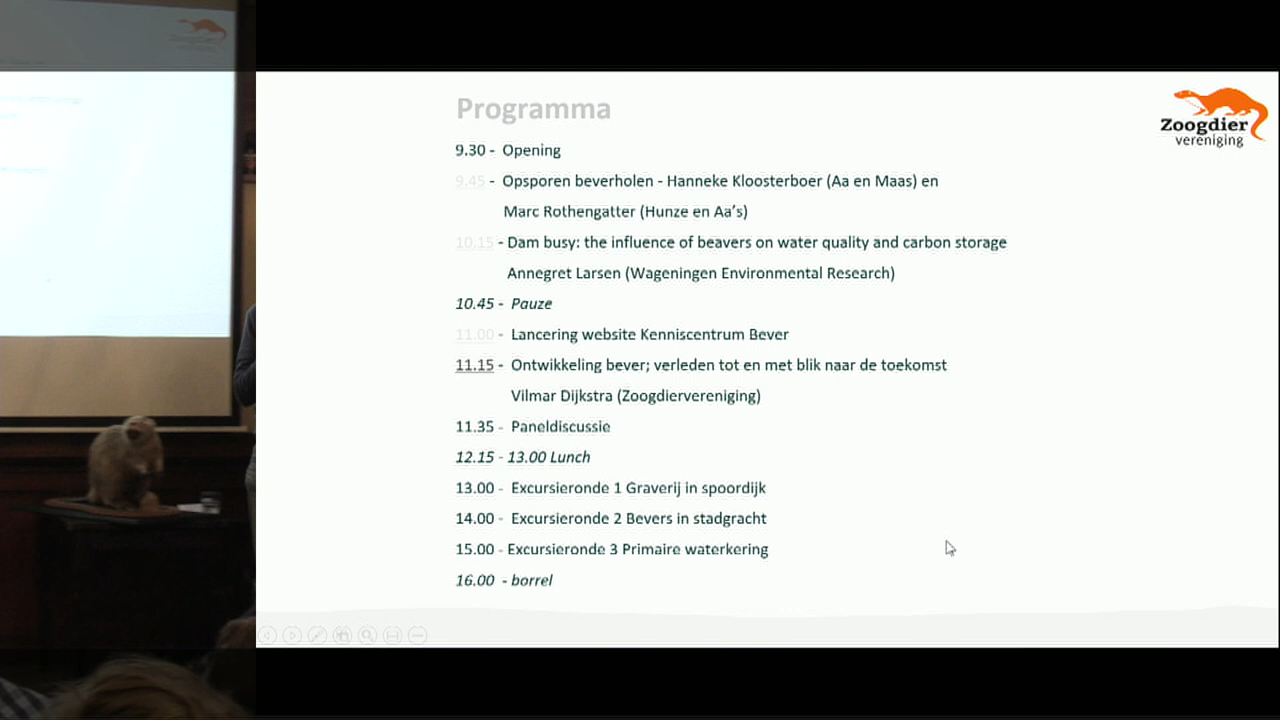 Programma
Zoogdier
vereniging
9.30 - Opening
9.45 - Opsporen beverholen - Hanneke Kloosterboer (Aa en Maas) en
Marc Rothengatter (Hunze en Aa's)
10.15 - Dam busy: the influence of beavers on water quality and carbon storage
Annegret Larsen (Wageningen Environmental Research)
10.45 - Pauze
11.00 - Lancering website Kenniscentrum Bever
11.15 - Ontwikkeling bever; verleden tot en met blik naar de toekomst
Vilmar Dijkstra (Zoogdiervereniging)
11.35 - Paneldiscussie
12.15 - 13.00 Lunch
13.00 - Excursieronde 1 Graverij in spoordijk
14.00 - Excursieronde 2 Bevers in stadgracht
15.00 - Excursieronde 3 Primaire waterkering
16.00 - borrel